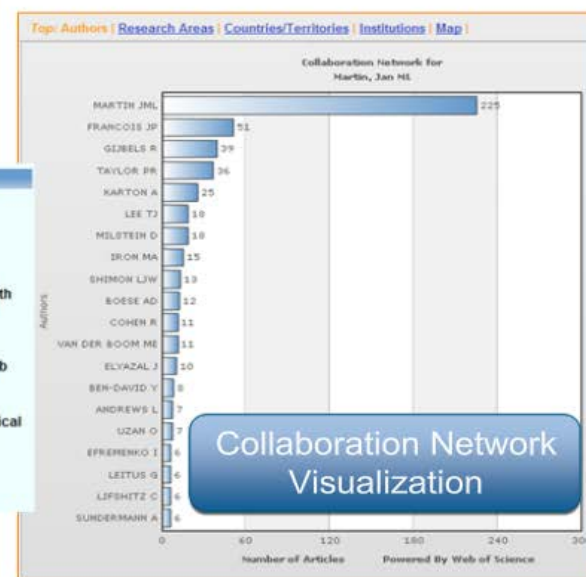 Top: Authors | Research Areas | Countries/Territories | Institutions | Map |
Collaboration Network for
Martin, Jan ML
MARTIN JML 225
FRANCOIS JP 51
GIJBELS R 39
TAYLOR PR 36
KARTON A 25
LEE TJ 18
MILSTEIN D 18
IRON MA 15
SHIMON LJW 13
BOESE AD 12
COHEN R 11
VAN DER BOOM ME 11
ELYAZAL J 10
BEN-DAVID Y 8
ANDREWS L 7
UZAN O 7
EFREMENKO I 6
LEITUS G 6
LIFSHITZ C 6
SUNDERMANN A 6
Authors
th
b
ical
Collaboration Network
Visualization
0 60 120 180 240 300
Number of Articles Powered By Web of Science